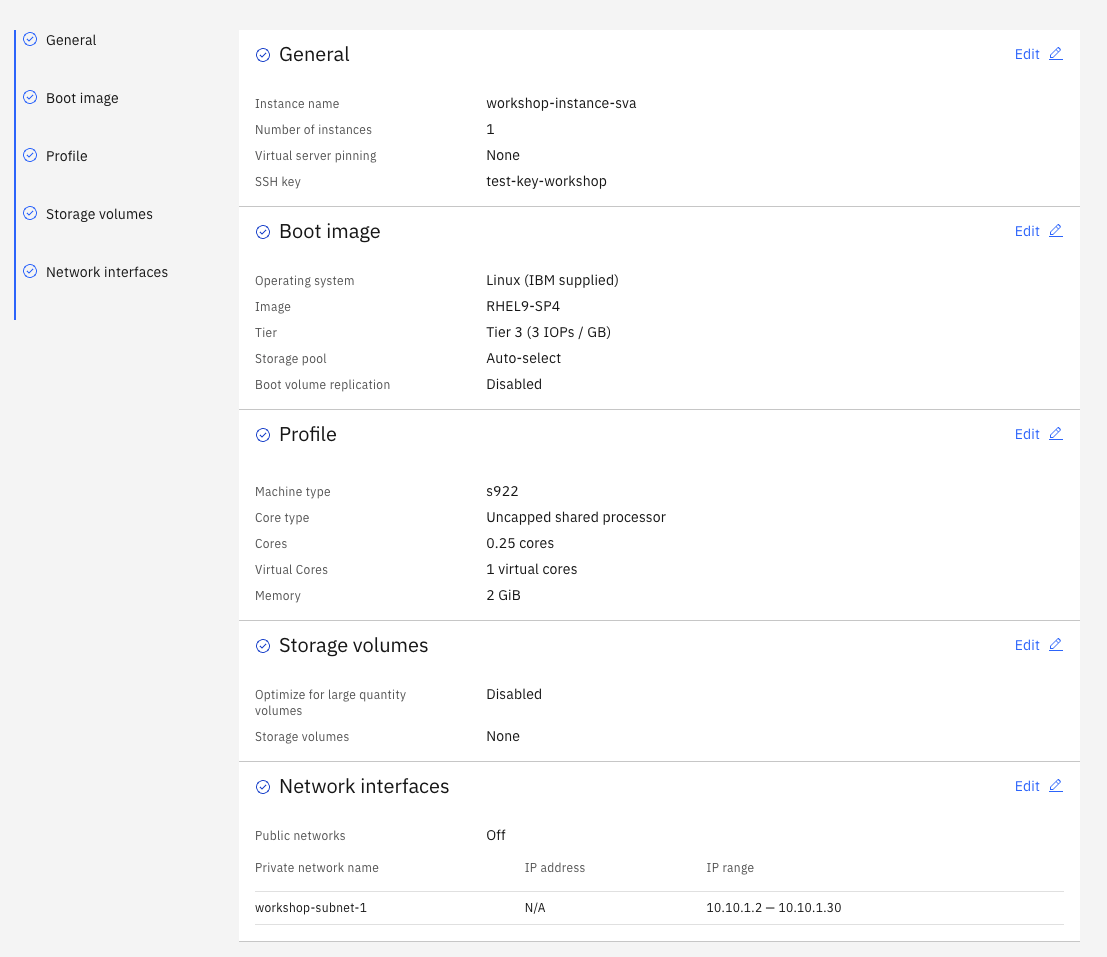 General
Boot image
Profile
Storage volumes
Network interfaces
General Edit
Instance name workshop-instance-sva
Number of instances 1
Virtual server pinning None
SSH key test-key-workshop
Boot image Edit
Operating system Linux (IBM supplied)
Image RHEL9-SP4
Tier Tier 3 (3 IOPs / GB)
Storage pool Auto-select
Boot volume replication Disabled
Profile Edit
Machine type s922
Core type Uncapped shared processor
Cores 0.25 cores
Virtual Cores 1 virtual cores
Memory 2 GiB
Storage volumes Edit
Optimize for large quantity Disabled
volumes
Storage volumes None
Network interfaces Edit
Public networks Off
Private network name IP address IP range
workshop-subnet-1 N/A 10.10.1.2 — 10.10.1.30